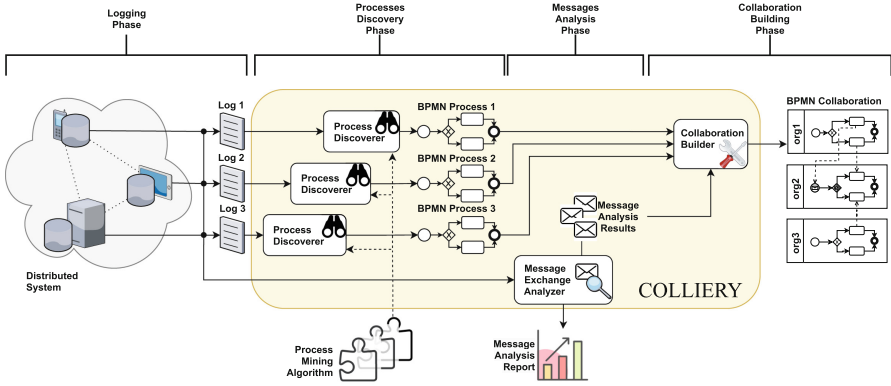 Logging
Phase
Processes
Discovery
Phase
Messages
Analysis
Phase
Collaboration
Building
Phase
Log 1
Process
Discoverer
BPMN Process 1
Collaboration
Builder
BPMN Collaboration
org1
Log 2
Process
Discoverer
BPMN Process 2
org2
Log 3
Process
Discoverer
BPMN Process 3
Message
Analysis
Results
org3
Distributed
System
Message
Exchange
Analyzer
COLLIERY
Process
Mining
Algorithm
Message
Analysis
Report